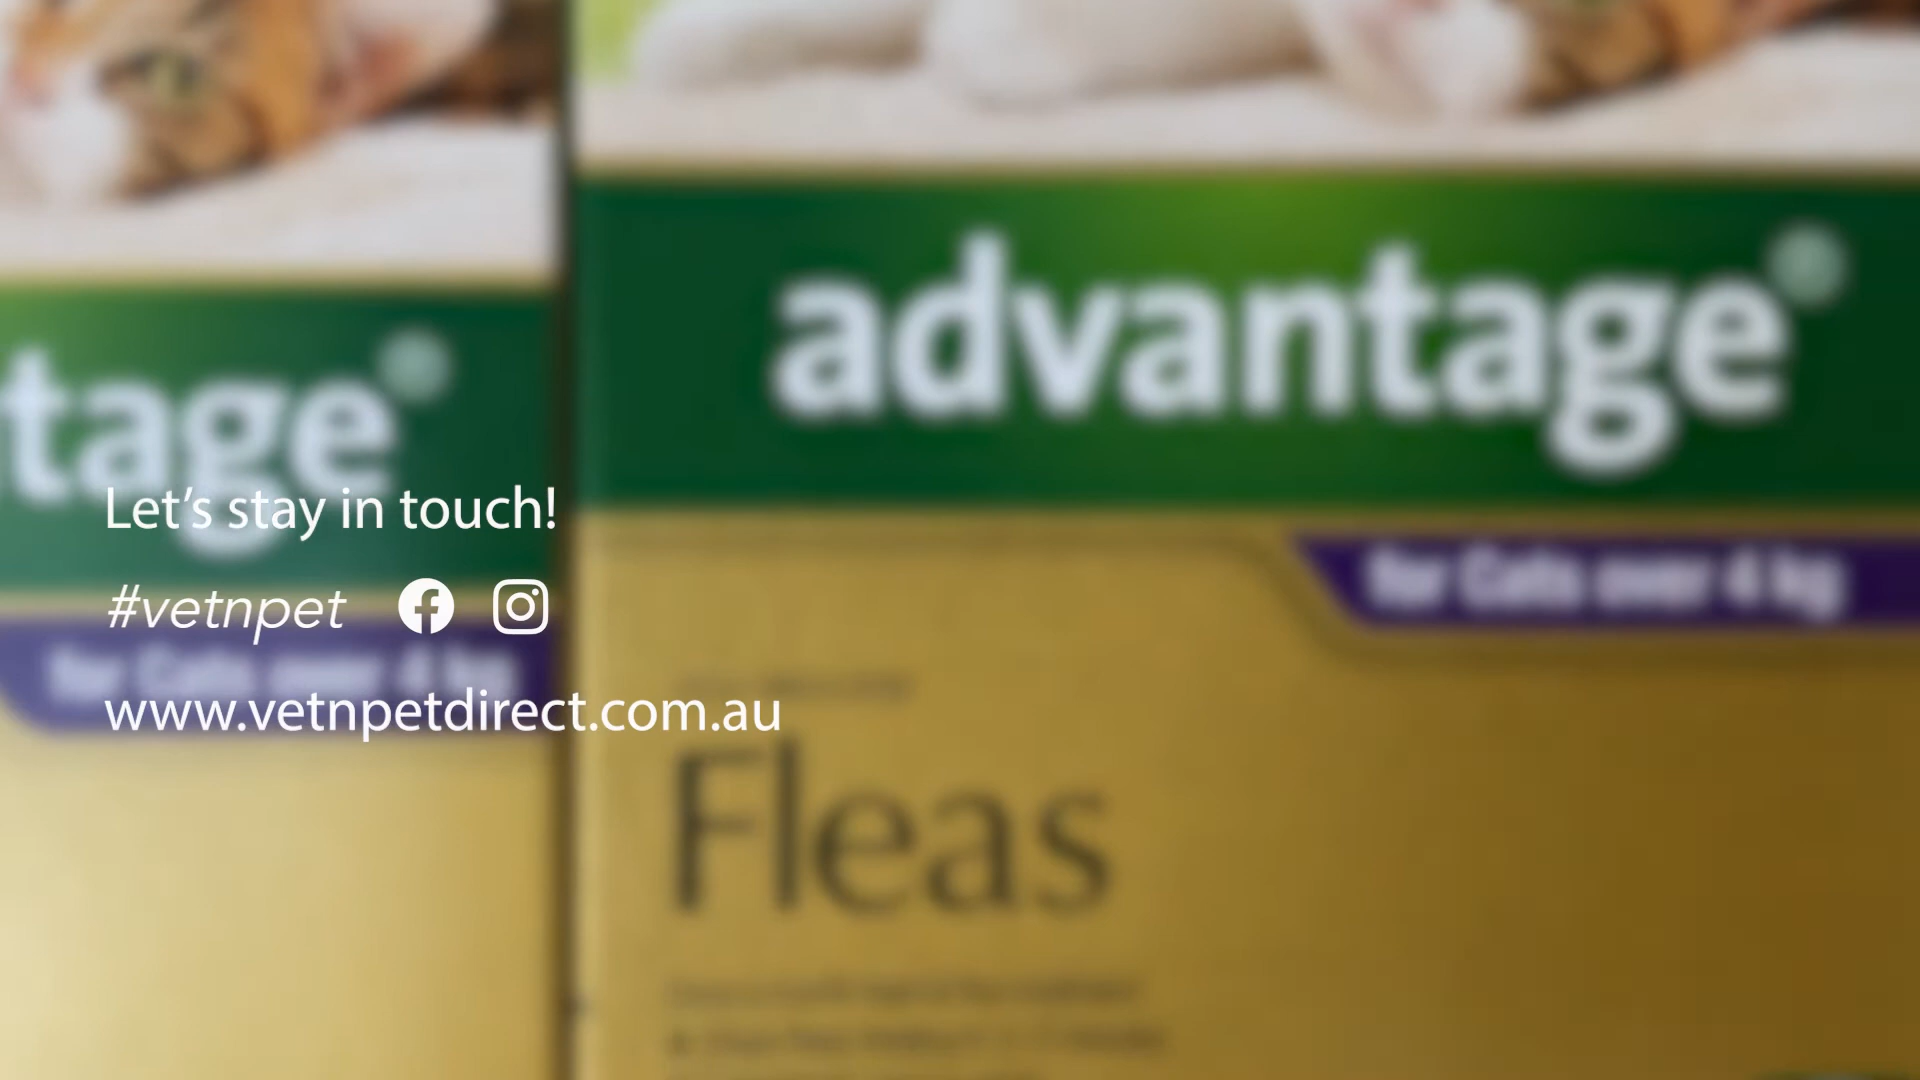 advantage
tage
Let's stay in touch!
for Cats over 4 kg
#vetnpet
for Cats over 4 kg
www.vetnpetdirect.com.au
Fleas